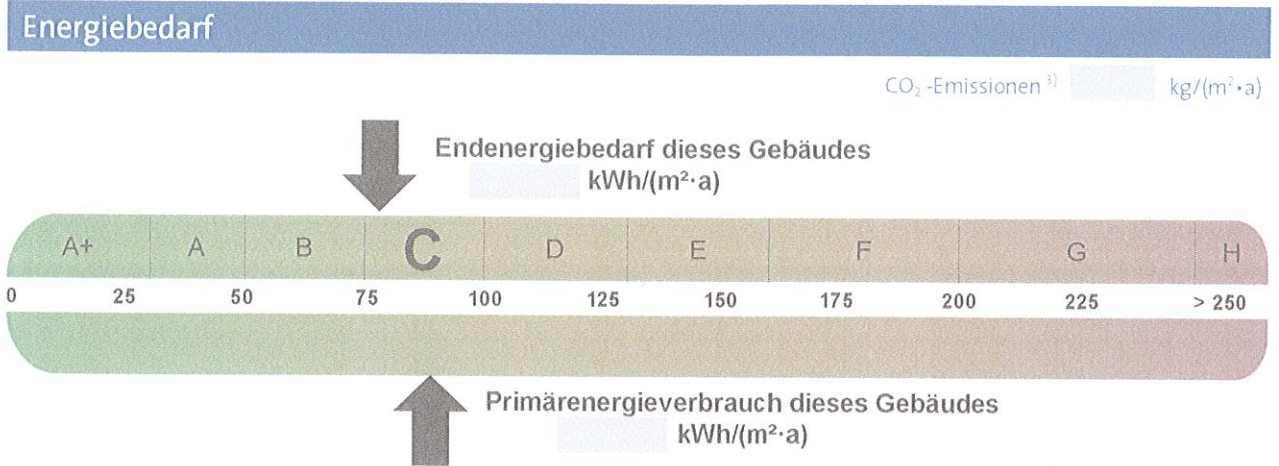 Energiebedarf
CO₂ -Emissionen ³⁾ kg/(m²·a)
Endenergiebedarf dieses Gebäudes
kWh/(m²·a)
A+ A B C D E F G H
0 25 50 75 100 125 150 175 200 225 > 250
Primärenergieverbrauch dieses Gebäudes
kWh/(m²·a)